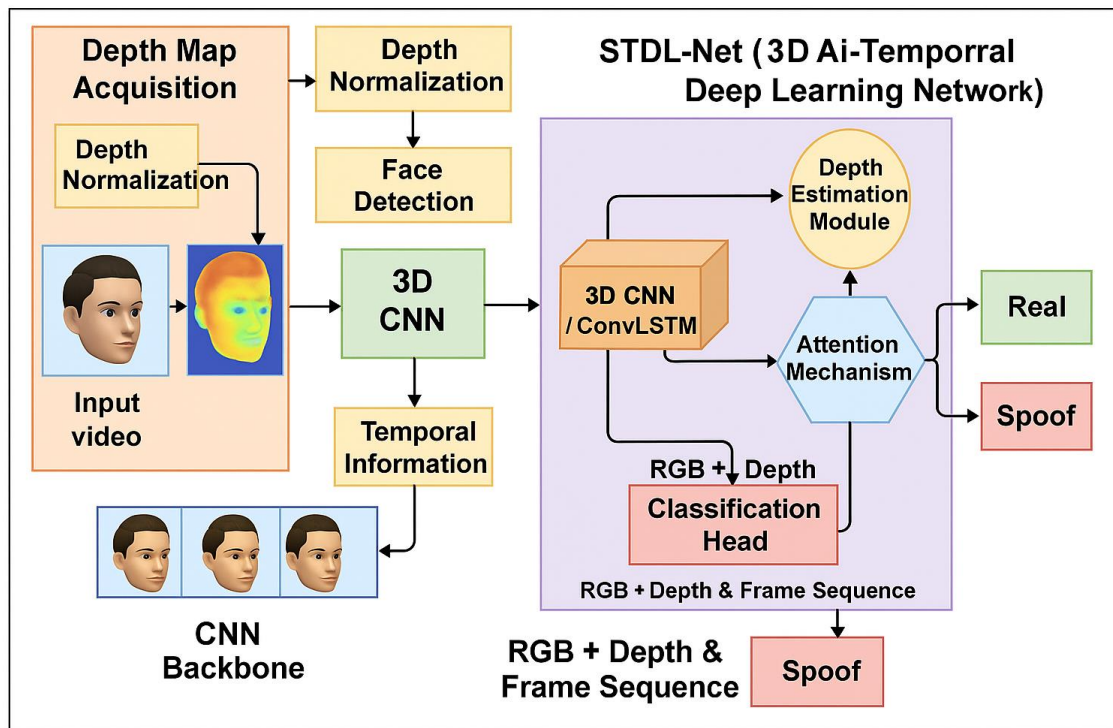 Depth Map
Acquisition
Depth
Normalization
Input
video
Depth
Normalization
Face
Detection
3D
CNN
Temporal
Information
CNN
Backbone
STDL-Net (3D Ai-Temporral
Deep Learning Network)
Depth
Estimation
Module
3D CNN
/ ConvLSTM
Attention
Mechanism
RGB + Depth
Classification
Head
RGB + Depth & Frame Sequence
Real
Spoof
RGB + Depth &
Frame Sequence
Spoof